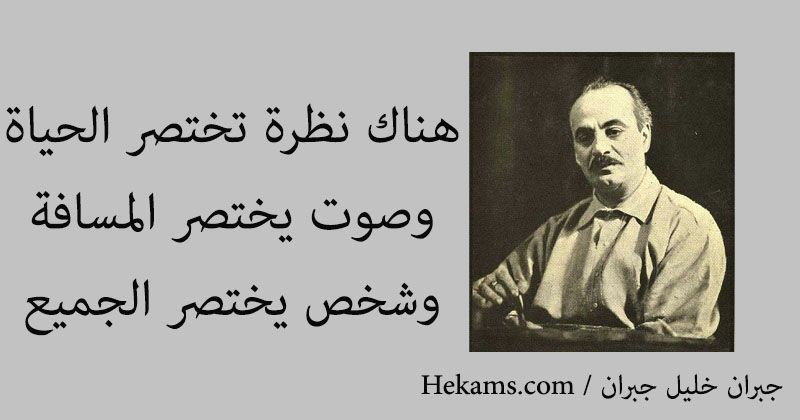 هناك نظرة تختصر الحياة
وصوت يختصر المسافة
وشخص يختصر الجميع
جبران خليل جبران / Hekams.com